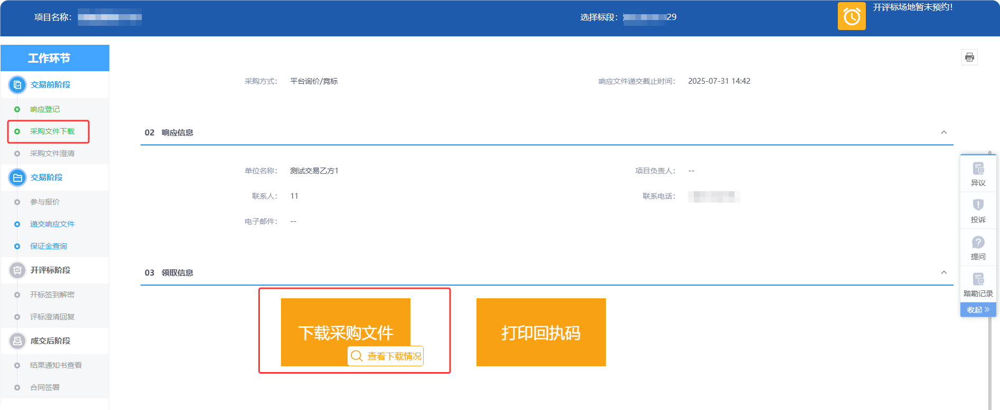 项目名称：
选择标段： 29
开评标场地暂未预约！
工作环节
交易前阶段
响应登记
采购文件下载
采购文件澄清
交易阶段
参与报价
递交响应文件
保证金查询
开评标阶段
开标签到解密
评标澄清回复
成交后阶段
结果通知书查看
合同签署
采购方式： 平台询价/竞标
响应文件递交截止时间： 2025-07-31 14:42
02 响应信息
单位名称： 测试交易乙方1
项目负责人： --
联系人： 11
联系电话：
电子邮件： --
03 领取信息
下载采购文件
查看下载情况
打印回执码
异议
投诉
提问
踏勘记录
收起